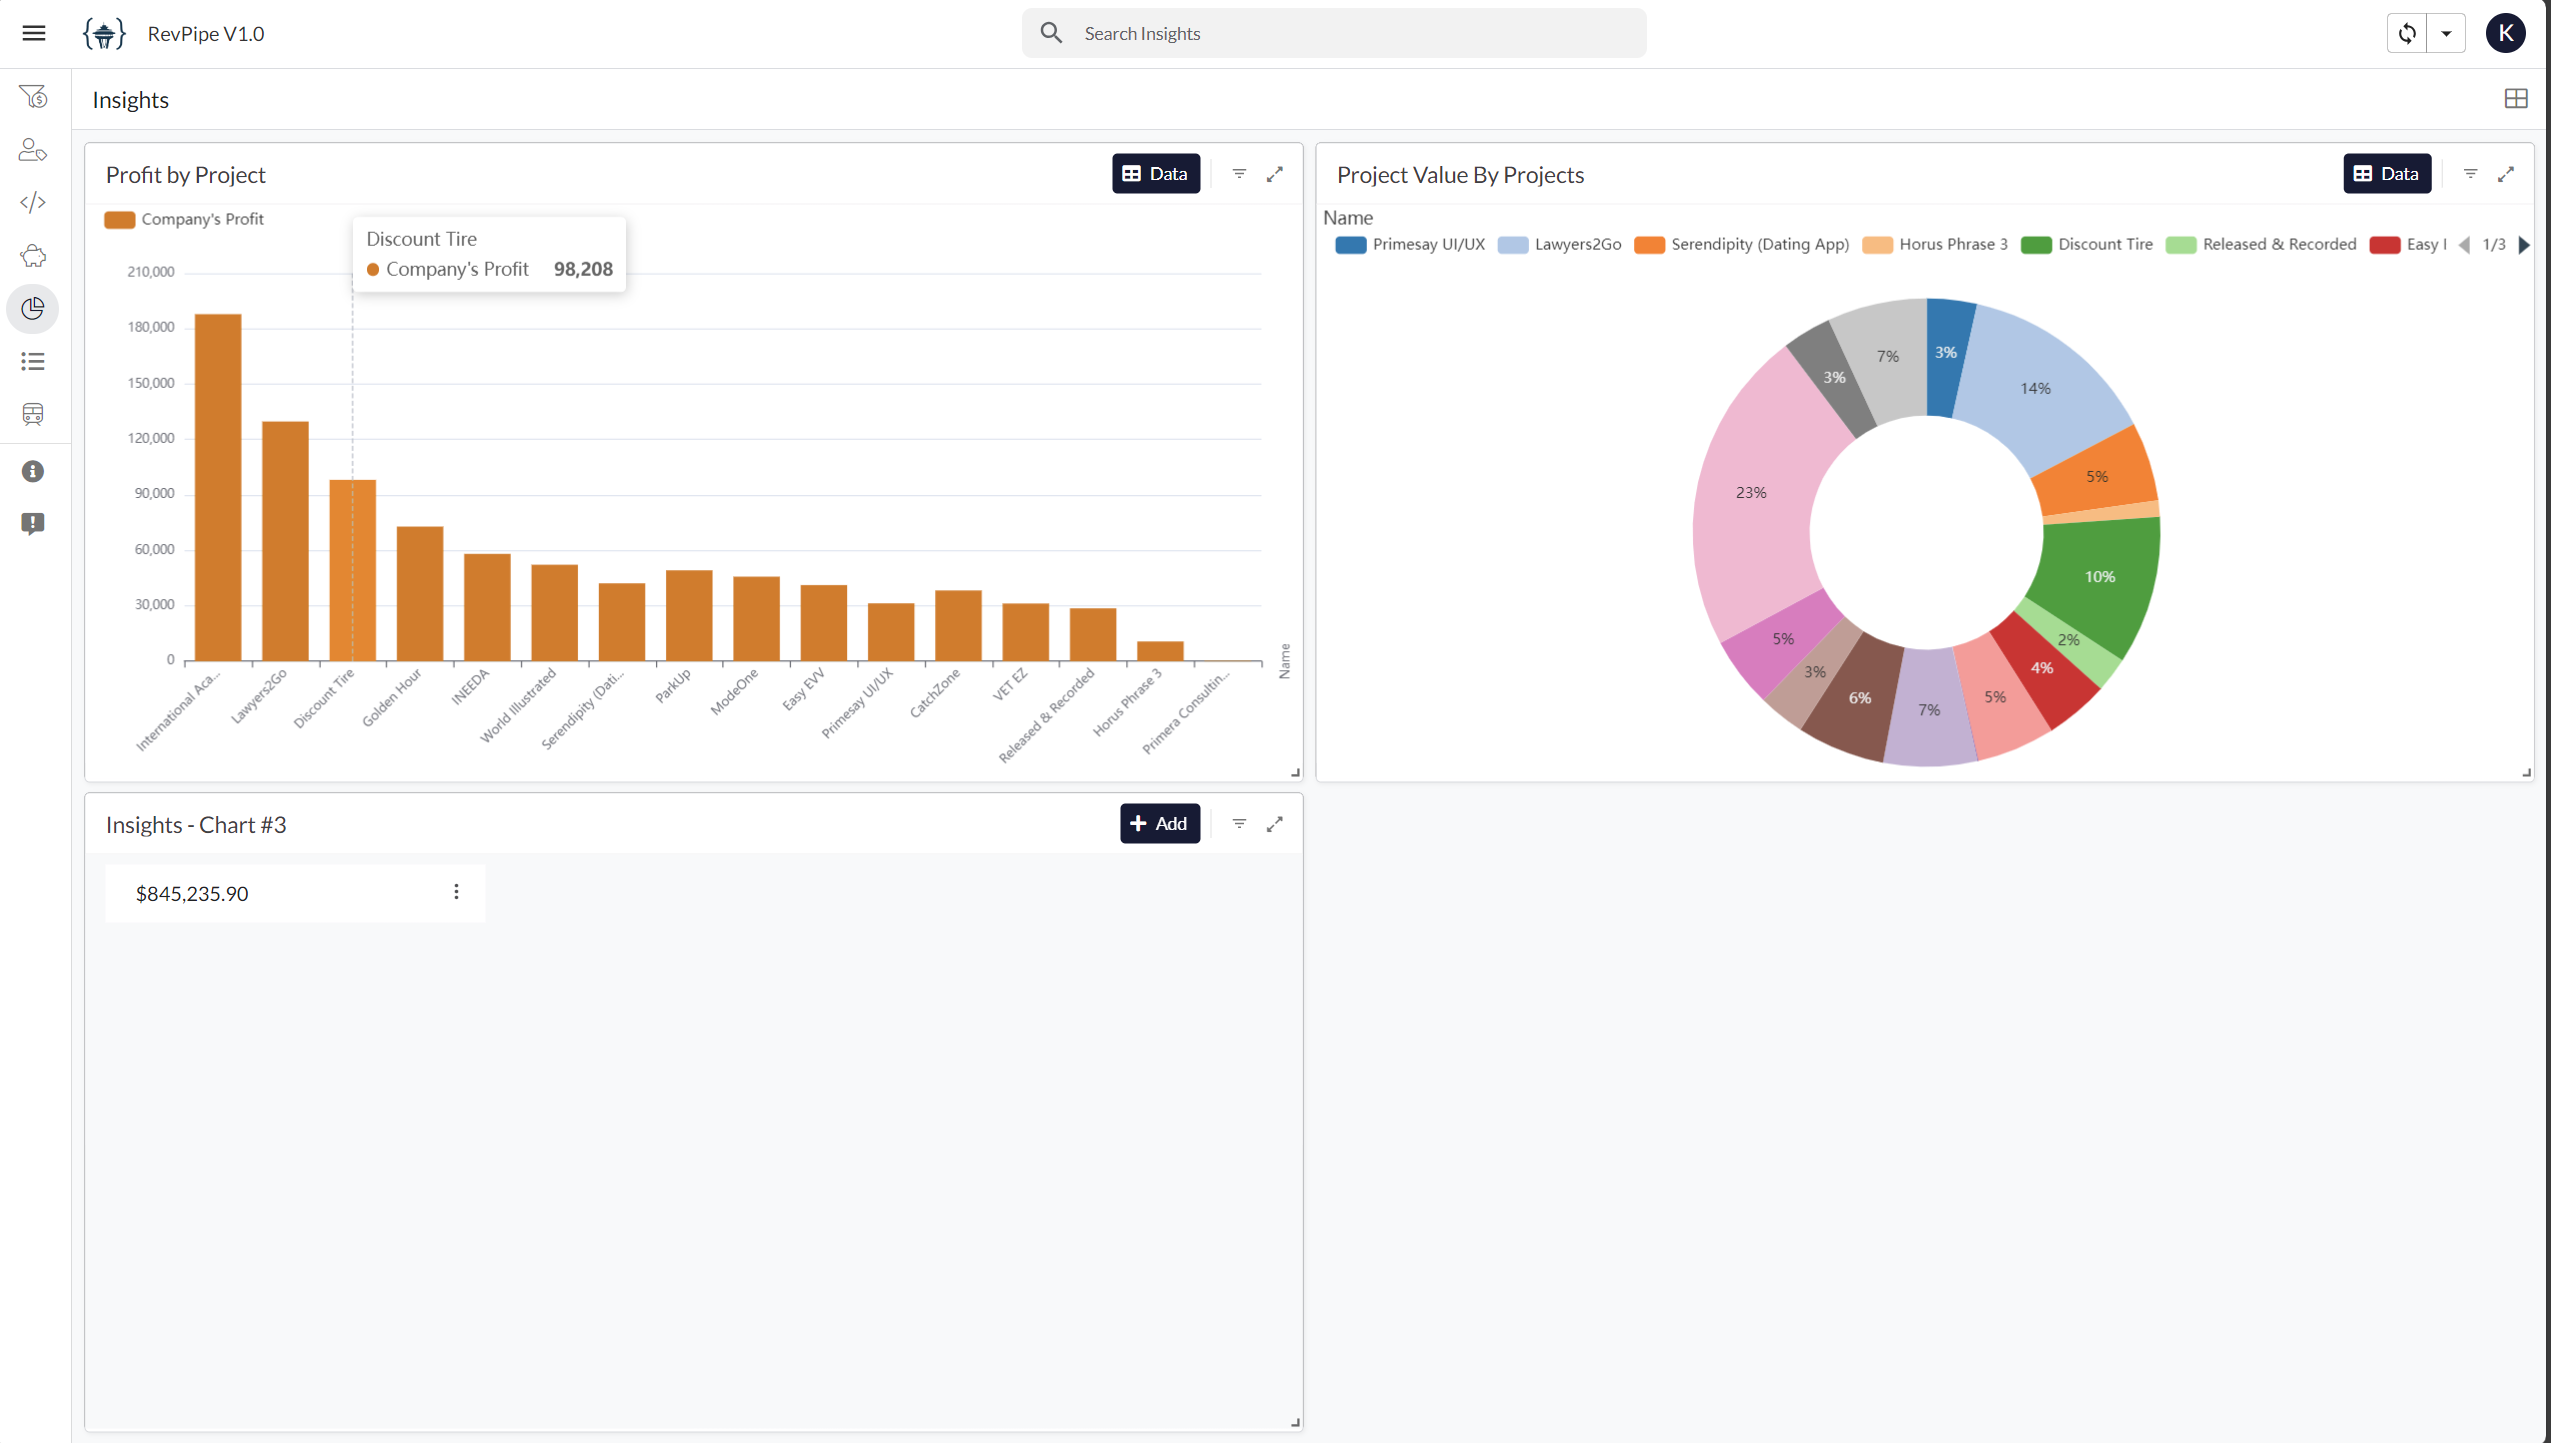 RevPipe V1.0
Search Insights
K
Insights
Profit by Project
Data
Company's Profit
Discount Tire
Company's Profit 98,208
210,000
180,000
150,000
120,000
90,000
60,000
30,000
0
International Aca...
Lawyers2Go
Discount Tire
Golden Hour
INEEDA
World Illustrated
Serendipity (Dati...
ParkUp
ModeOne
Easy EVV
Primesay UI/UX
CatchZone
VET EZ
Released & Recorded
Horus Phrase 3
Primera Consultin...
Name
Project Value By Projects
Data
Name
Primesay UI/UX Lawyers2Go Serendipity (Dating App) Horus Phrase 3 Discount Tire Released & Recorded Easy 1/3
3%
14%
5%
10%
2%
4%
5%
7%
6%
3%
5%
23%
3%
7%
Insights - Chart #3
Add
$845,235.90